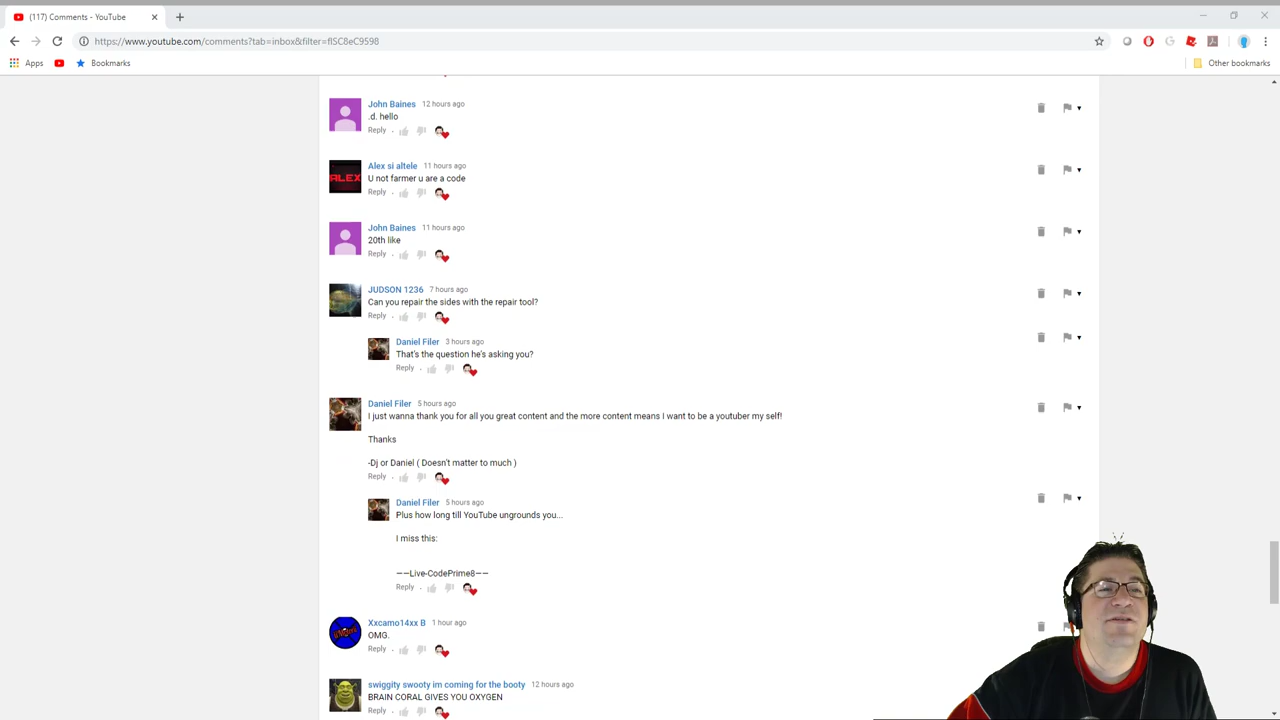 (117) Comments - YouTube
https://www.youtube.com/comments?tab=inbox&filter=flSC8eC9598
Apps
Bookmarks
Other bookmarks
John Baines 12 hours ago
.d. hello
Reply
ALEX
Alex si altele 11 hours ago
U not farmer u are a code
Reply
John Baines 11 hours ago
20th like
Reply
JUDSON 1236 7 hours ago
Can you repair the sides with the repair tool?
Reply
Daniel Filer 3 hours ago
That's the question he's asking you?
Reply
Daniel Filer 5 hours ago
I just wanna thank you for all you great content and the more content means I want to be a youtuber my self!
Thanks
-Dj or Daniel ( Doesn't matter to much )
Reply
Daniel Filer 5 hours ago
Plus how long till YouTube ungrounds you...
I miss this:
——Live-CodePrime8——
Reply
Xxcamo14xx B 1 hour ago
OMG.
Reply
swiggity swooty im coming for the booty 12 hours ago
BRAIN CORAL GIVES YOU OXYGEN
Reply